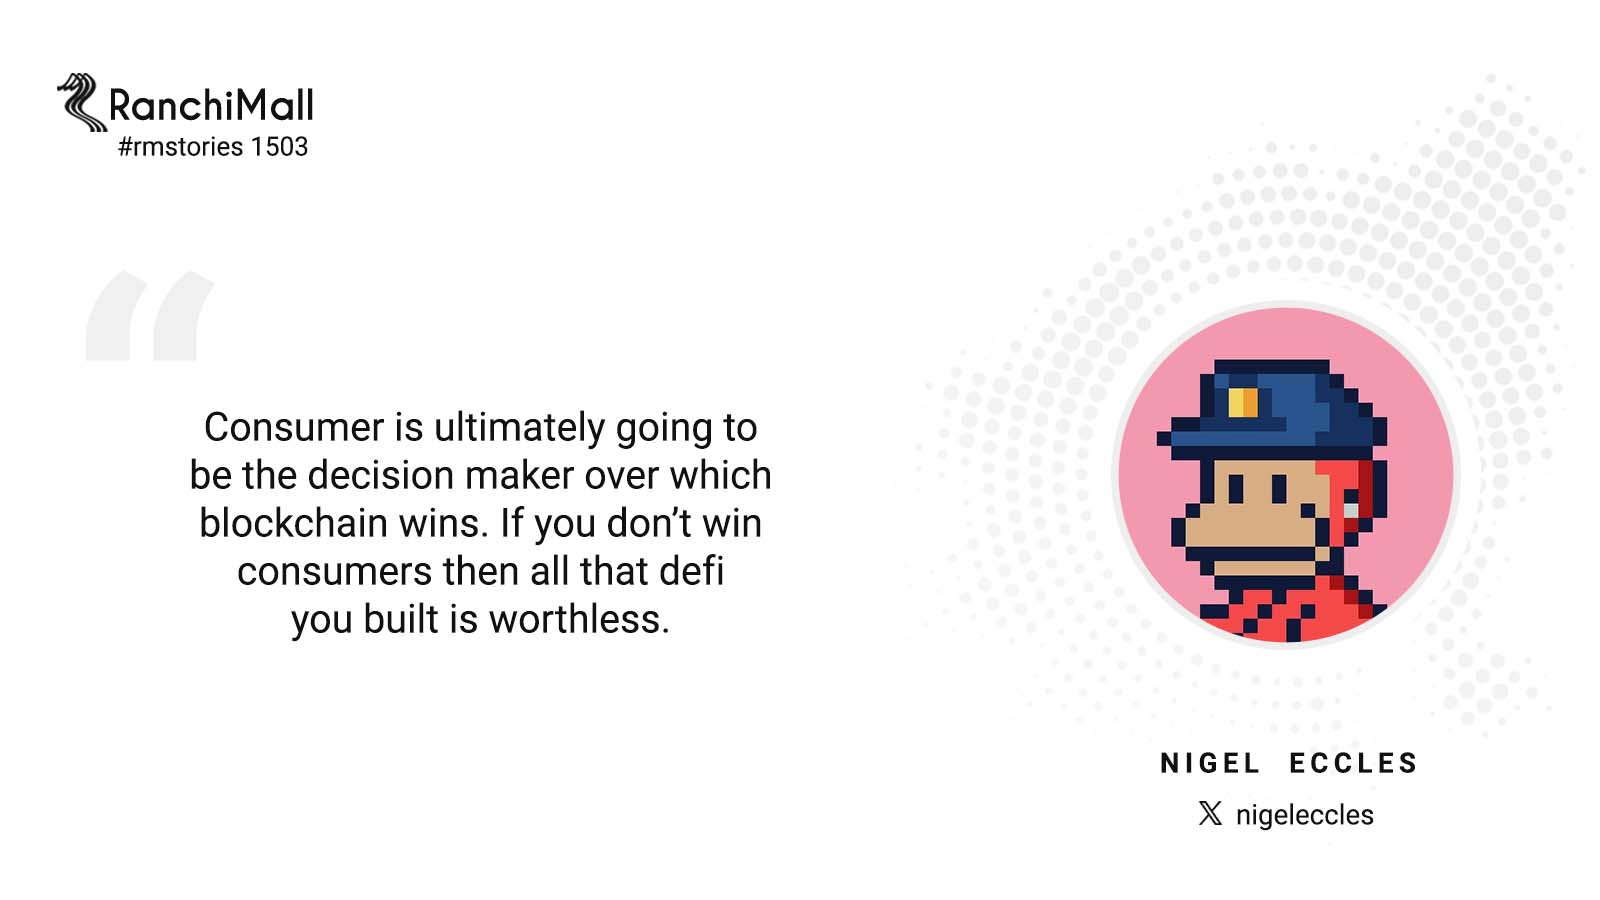 RanchiMall
#rmstories 1503
“
Consumer is ultimately going to
be the decision maker over which
blockchain wins. If you don’t win
consumers then all that defi
you built is worthless.
NIGEL ECCLES
X nigeleccles